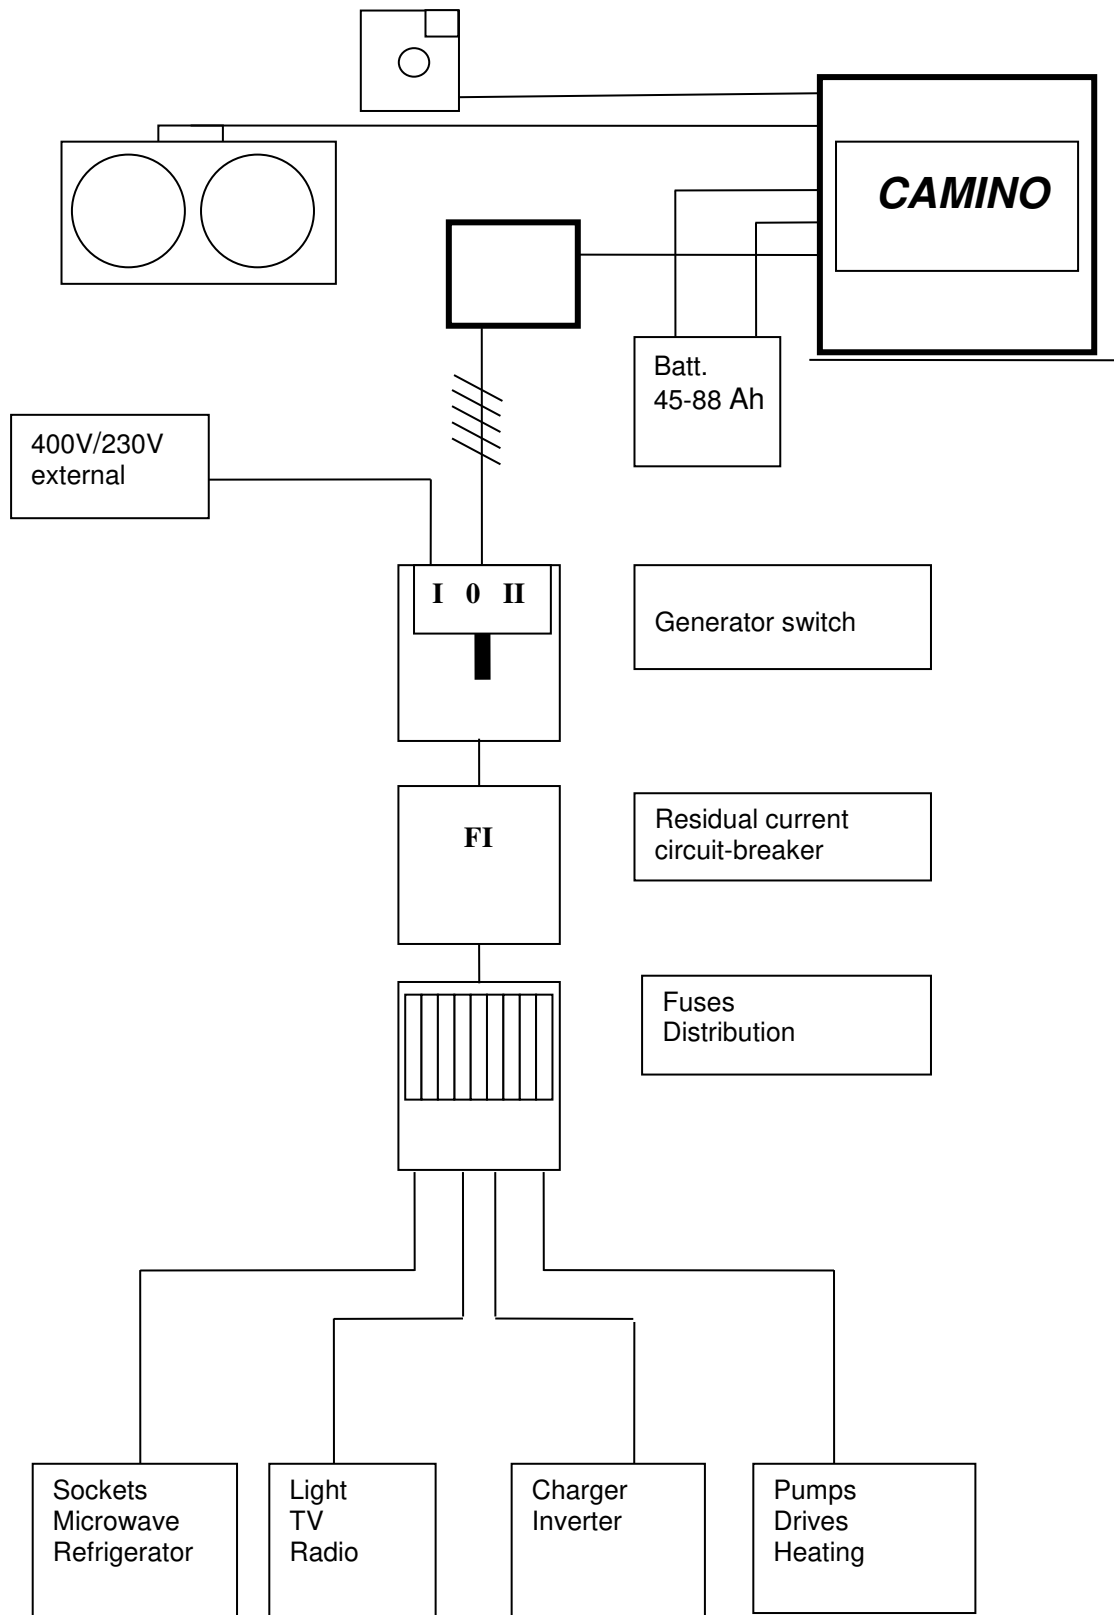 CAMINO
Batt.
45-88 Ah
400V/230V
external
I 0 II
Generator switch
FI
Residual current
circuit-breaker
Fuses
Distribution
Sockets
Microwave
Refrigerator
Light
TV
Radio
Charger
Inverter
Pumps
Drives
Heating